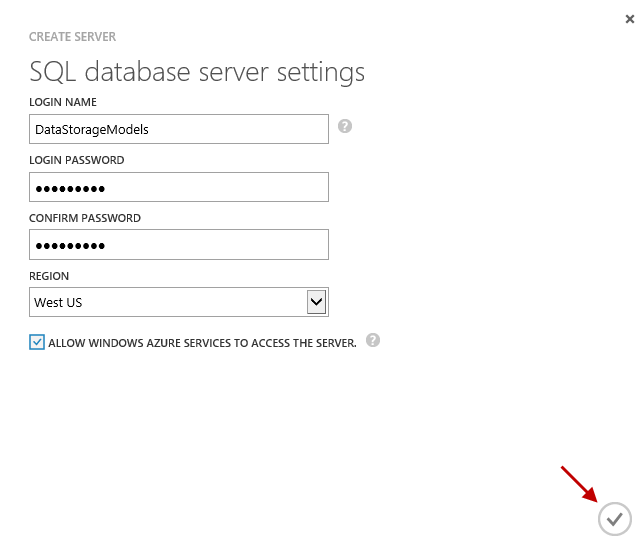 CREATE SERVER
SQL database server settings
LOGIN NAME
DataStorageModels
?
LOGIN PASSWORD
●●●●●●●●●
CONFIRM PASSWORD
●●●●●●●●●
REGION
West US
ALLOW WINDOWS AZURE SERVICES TO ACCESS THE SERVER. ?